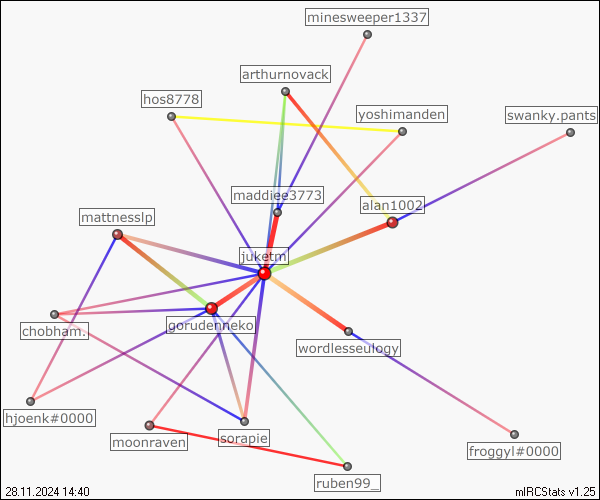 minesweeper1337
arthurnovack
hos8778
yoshimanden
swanky.pants
maddiee3773
alan1002
mattnesslp
juketm
gorudenneko
chobham.
wordlesseulogy
hjoenk#0000
moonraven
sorapie
froggyl#0000
ruben99_
28.11.2024 14:40
mIRCStats v1.25